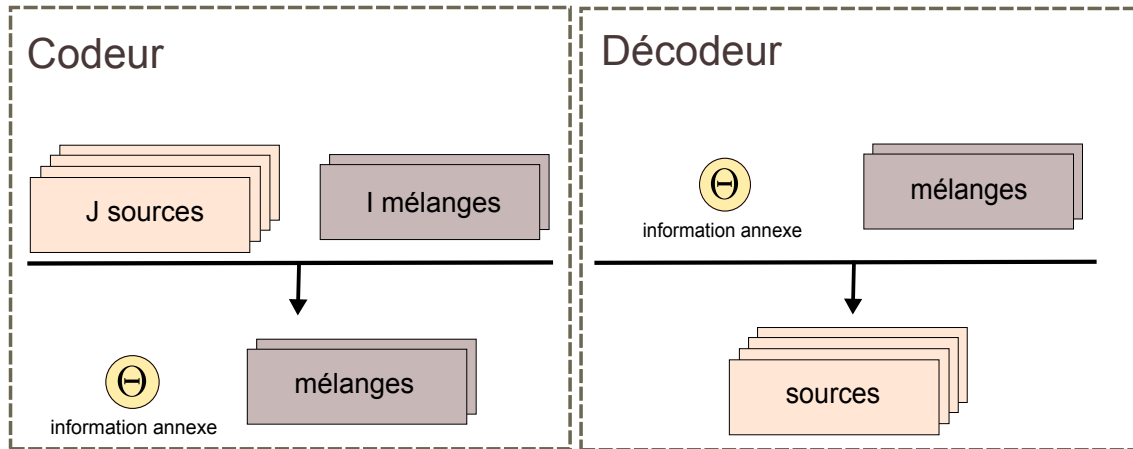 Codeur
J sources
I mélanges
Θ
mélanges
information annexe
Décodeur
Θ
mélanges
information annexe
sources